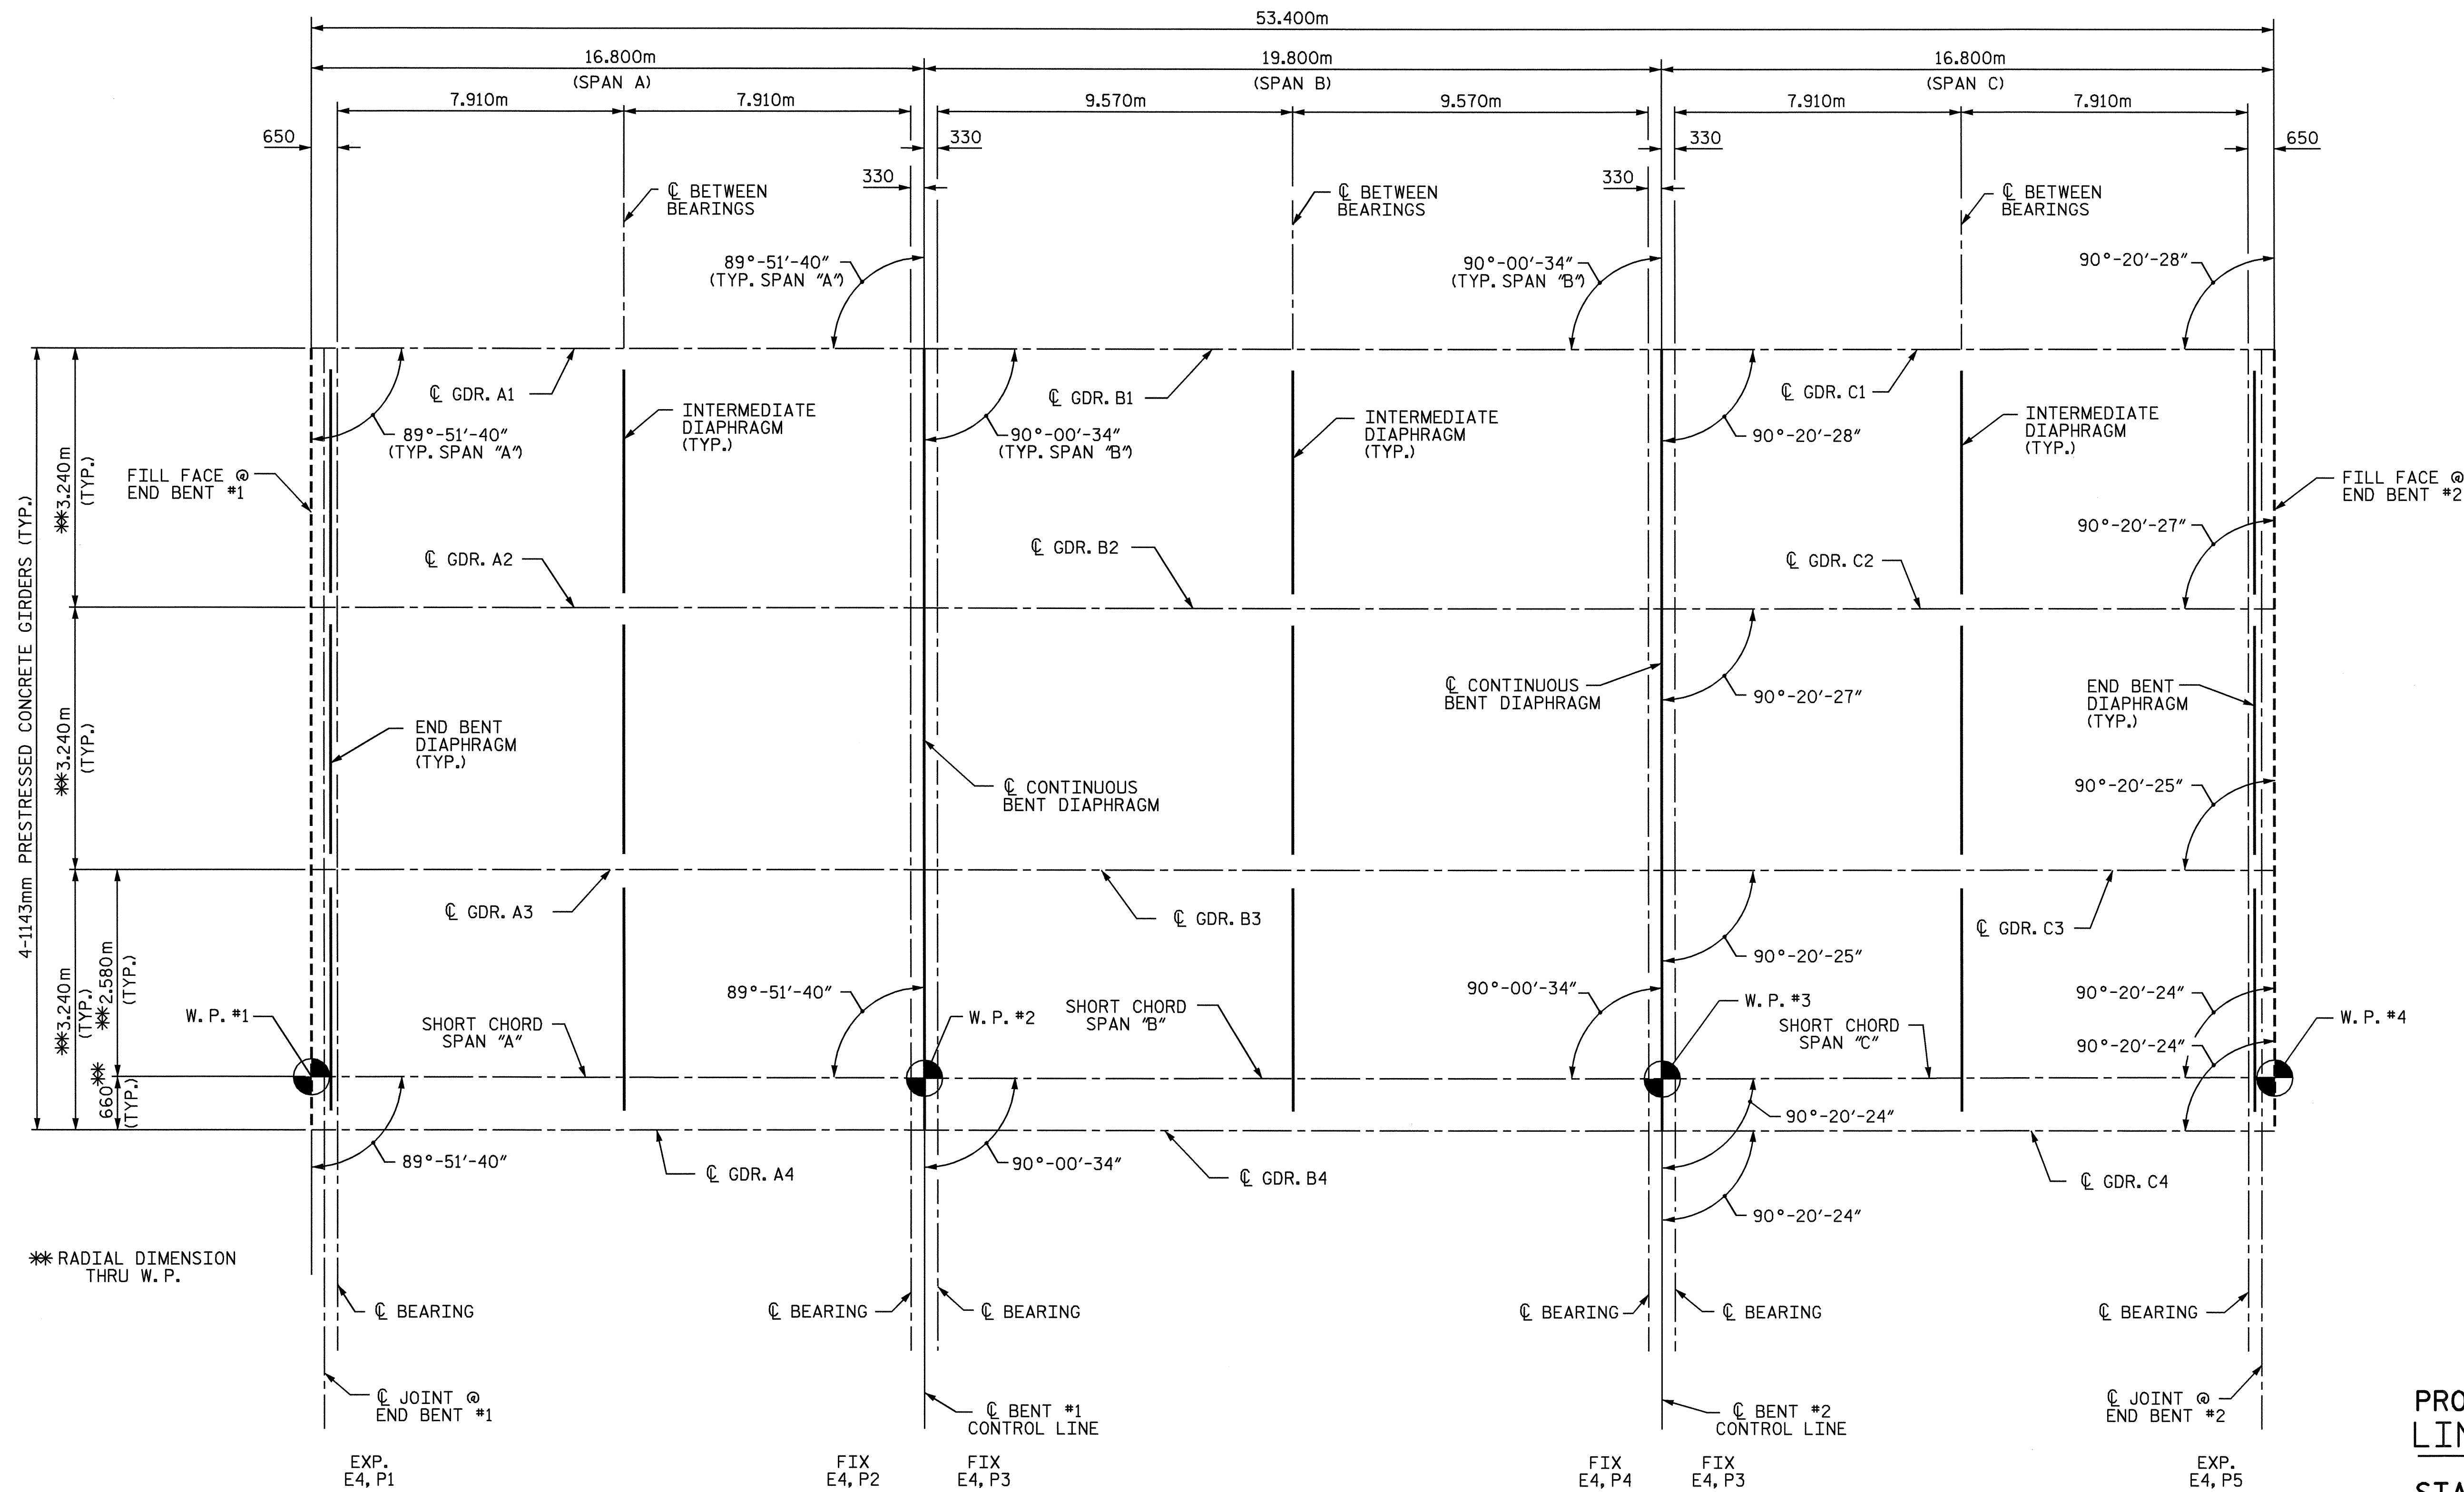 53.400m
16.800m
(SPAN A)
19.800m
(SPAN B)
16.800m
(SPAN C)
7.910m
7.910m
9.570m
9.570m
7.910m
7.910m
650
330
330
330
330
650
℄ BETWEEN
BEARINGS
℄ BETWEEN
BEARINGS
℄ BETWEEN
BEARINGS
89°-51'-40"
(TYP. SPAN "A")
90°-00'-34"
(TYP. SPAN "B")
90°-20'-28"
℄ GDR. A1
℄ GDR. B1
℄ GDR. C1
89°-51'-40"
(TYP. SPAN "A")
INTERMEDIATE
DIAPHRAGM
(TYP.)
90°-00'-34"
(TYP. SPAN "B")
INTERMEDIATE
DIAPHRAGM
(TYP.)
90°-20'-28"
INTERMEDIATE
DIAPHRAGM
(TYP.)
4-1143mm PRESTRESSED CONCRETE GIRDERS (TYP.)
**3.240m
(TYP.)
FILL FACE @
END BENT #1
FILL FACE @
END BENT #2
90°-20'-27"
℄ GDR. A2
℄ GDR. B2
℄ GDR. C2
**3.240m
(TYP.)
END BENT
DIAPHRAGM
(TYP.)
℄ CONTINUOUS
BENT DIAPHRAGM
℄ CONTINUOUS
BENT DIAPHRAGM
90°-20'-27"
END BENT
DIAPHRAGM
(TYP.)
90°-20'-25"
℄ GDR. A3
℄ GDR. B3
℄ GDR. C3
**3.240m
(TYP.)
**2.580m
(TYP.)
**
660
(TYP.)
90°-20'-25"
89°-51'-40"
90°-00'-34"
90°-20'-24"
W. P. #1
SHORT CHORD
SPAN "A"
W. P. #2
SHORT CHORD
SPAN "B"
W. P. #3
SHORT CHORD
SPAN "C"
W. P. #4
90°-20'-24"
90°-20'-24"
89°-51'-40"
℄ GDR. A4
90°-00'-34"
℄ GDR. B4
90°-20'-24"
℄ GDR. C4
** RADIAL DIMENSION
THRU W. P.
℄ BEARING
℄ BEARING
℄ BEARING
℄ BEARING
℄ BEARING
℄ BEARING
℄ JOINT @
END BENT #1
℄ BENT #1
CONTROL LINE
℄ BENT #2
CONTROL LINE
℄ JOINT @
END BENT #2
EXP.
E4, P1
FIX
E4, P2
FIX
E4, P3
FIX
E4, P4
FIX
E4, P3
EXP.
E4, P5